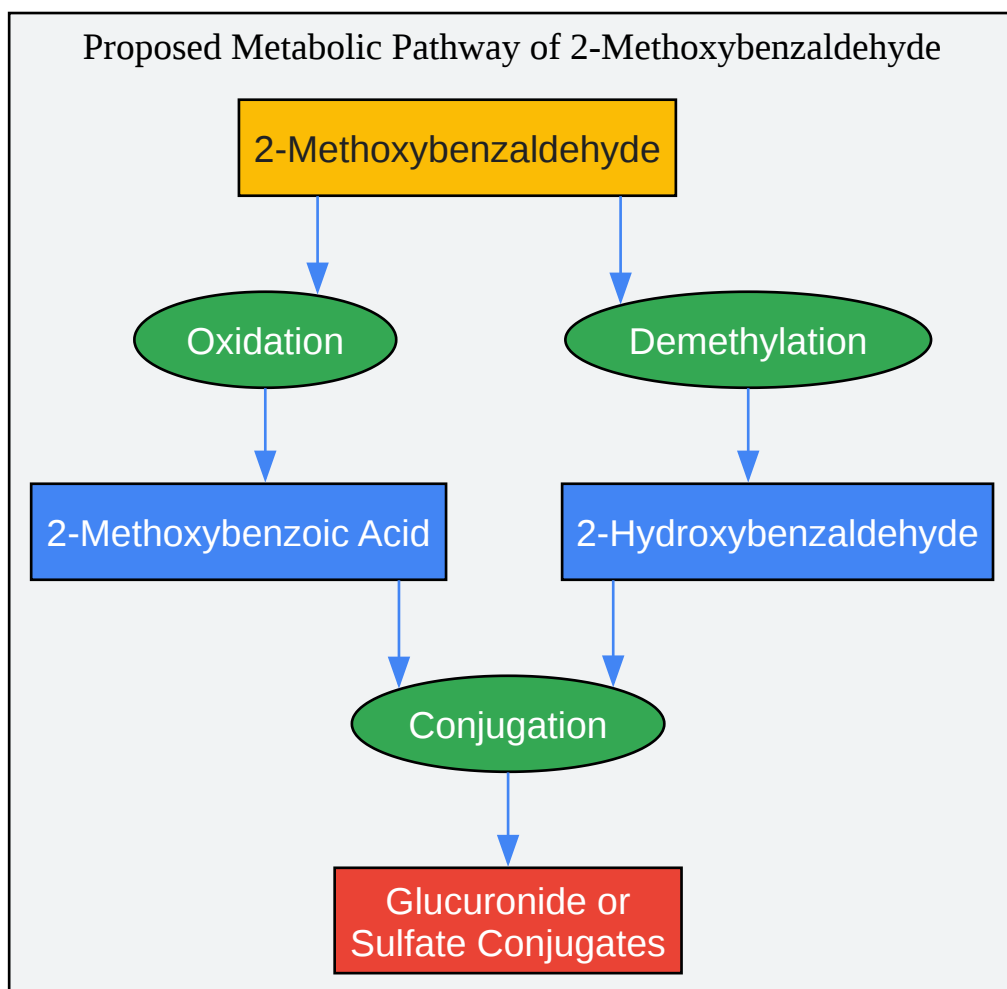 Proposed Metabolic Pathway of 2-Methoxybenzaldehyde
2-Methoxybenzaldehyde
Oxidation
Demethylation
2-Methoxybenzoic Acid
2-Hydroxybenzaldehyde
Conjugation
Glucuronide or
Sulfate Conjugates